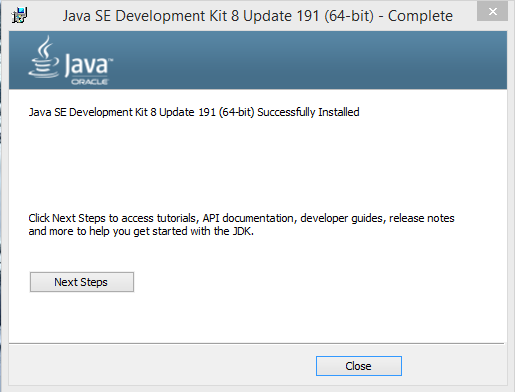 Java SE Development Kit 8 Update 191 (64-bit) - Complete
Java™
ORACLE
Java SE Development Kit 8 Update 191 (64-bit) Successfully Installed
Click Next Steps to access tutorials, API documentation, developer guides, release notes
and more to help you get started with the JDK.
Next Steps
Close